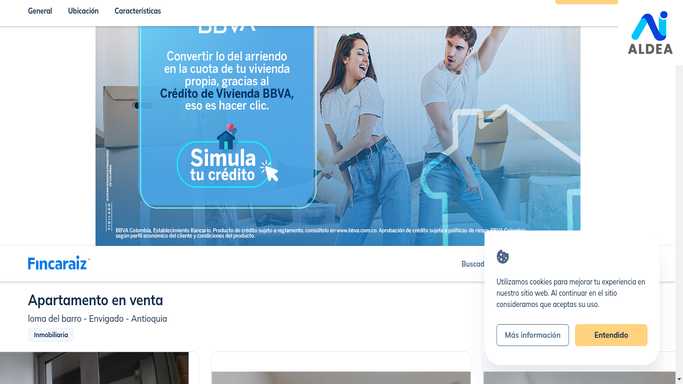 General Ubicación Características
ALDEA
BBVA
Convertir lo del arriendo
en la cuota de tu vivienda
propia, gracias al
Crédito de Vivienda BBVA,
eso es hacer clic.
Simula
tu crédito
BBVA Colombia, Establecimiento Bancario. Producto de crédito sujeto a reglamento, consúltelo en www.bbva.com.co. Aprobación de crédito sujeta a políticas de riesgo BBVA Colombia,
según perfil económico del cliente y condiciones del producto.
Fincaraiz
Buscad
Apartamento en venta
loma del barro - Envigado - Antioquia
Inmobiliaria
Utilizamos cookies para mejorar tu experiencia en
nuestro sitio web. Al continuar en el sitio
consideramos que aceptas su uso.
Más información
Entendido